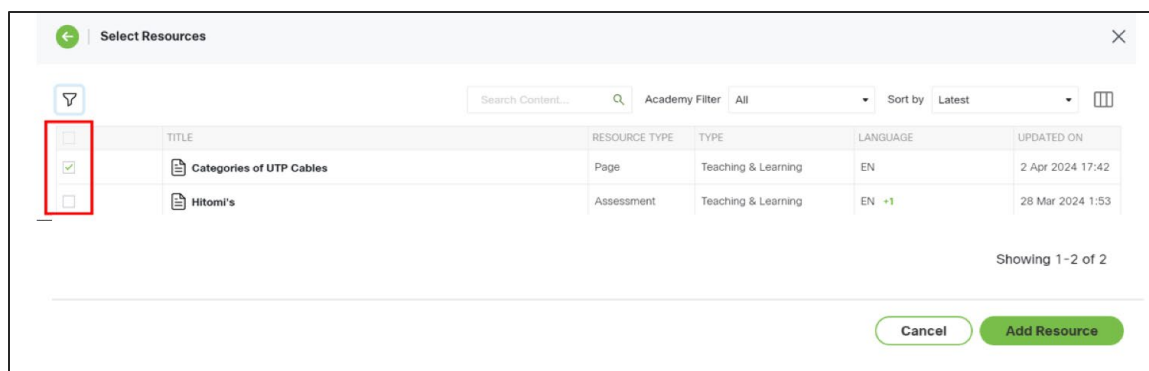 Select Resources
Search Content... Academy Filter All Sort by Latest
TITLE RESOURCE TYPE TYPE LANGUAGE UPDATED ON
Categories of UTP Cables Page Teaching & Learning EN 2 Apr 2024 17:42
Hitomi's Assessment Teaching & Learning EN +1 28 Mar 2024 1:53
Showing 1-2 of 2
Cancel Add Resource